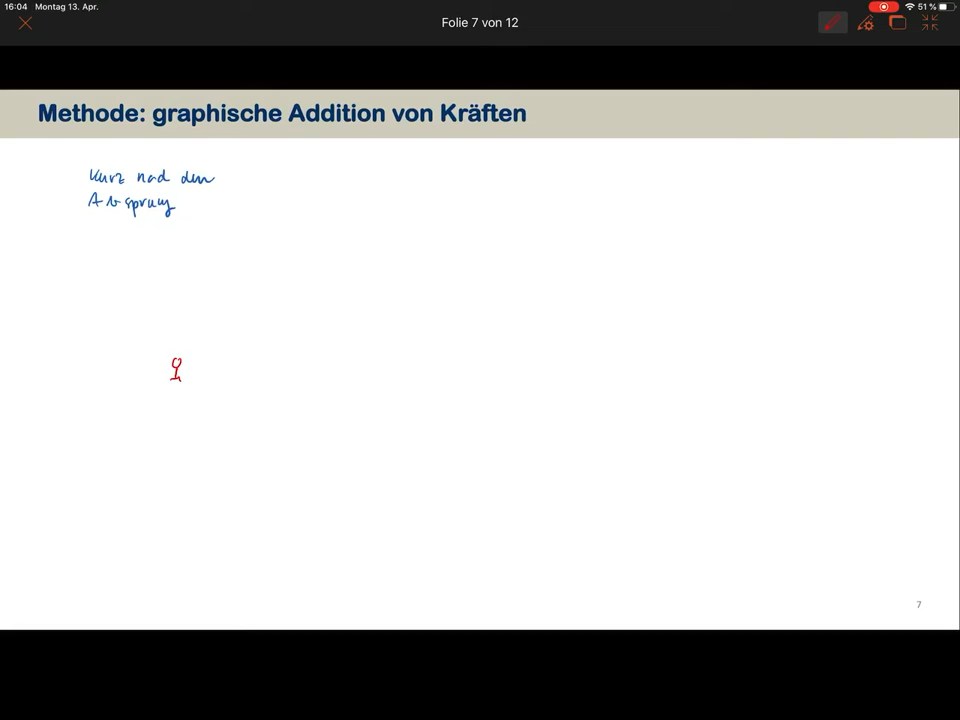 16:04 Montag 13. Apr. 51 %
Folie 7 von 12
Methode: graphische Addition von Kräften
Kurz nach dem
Absprung
7